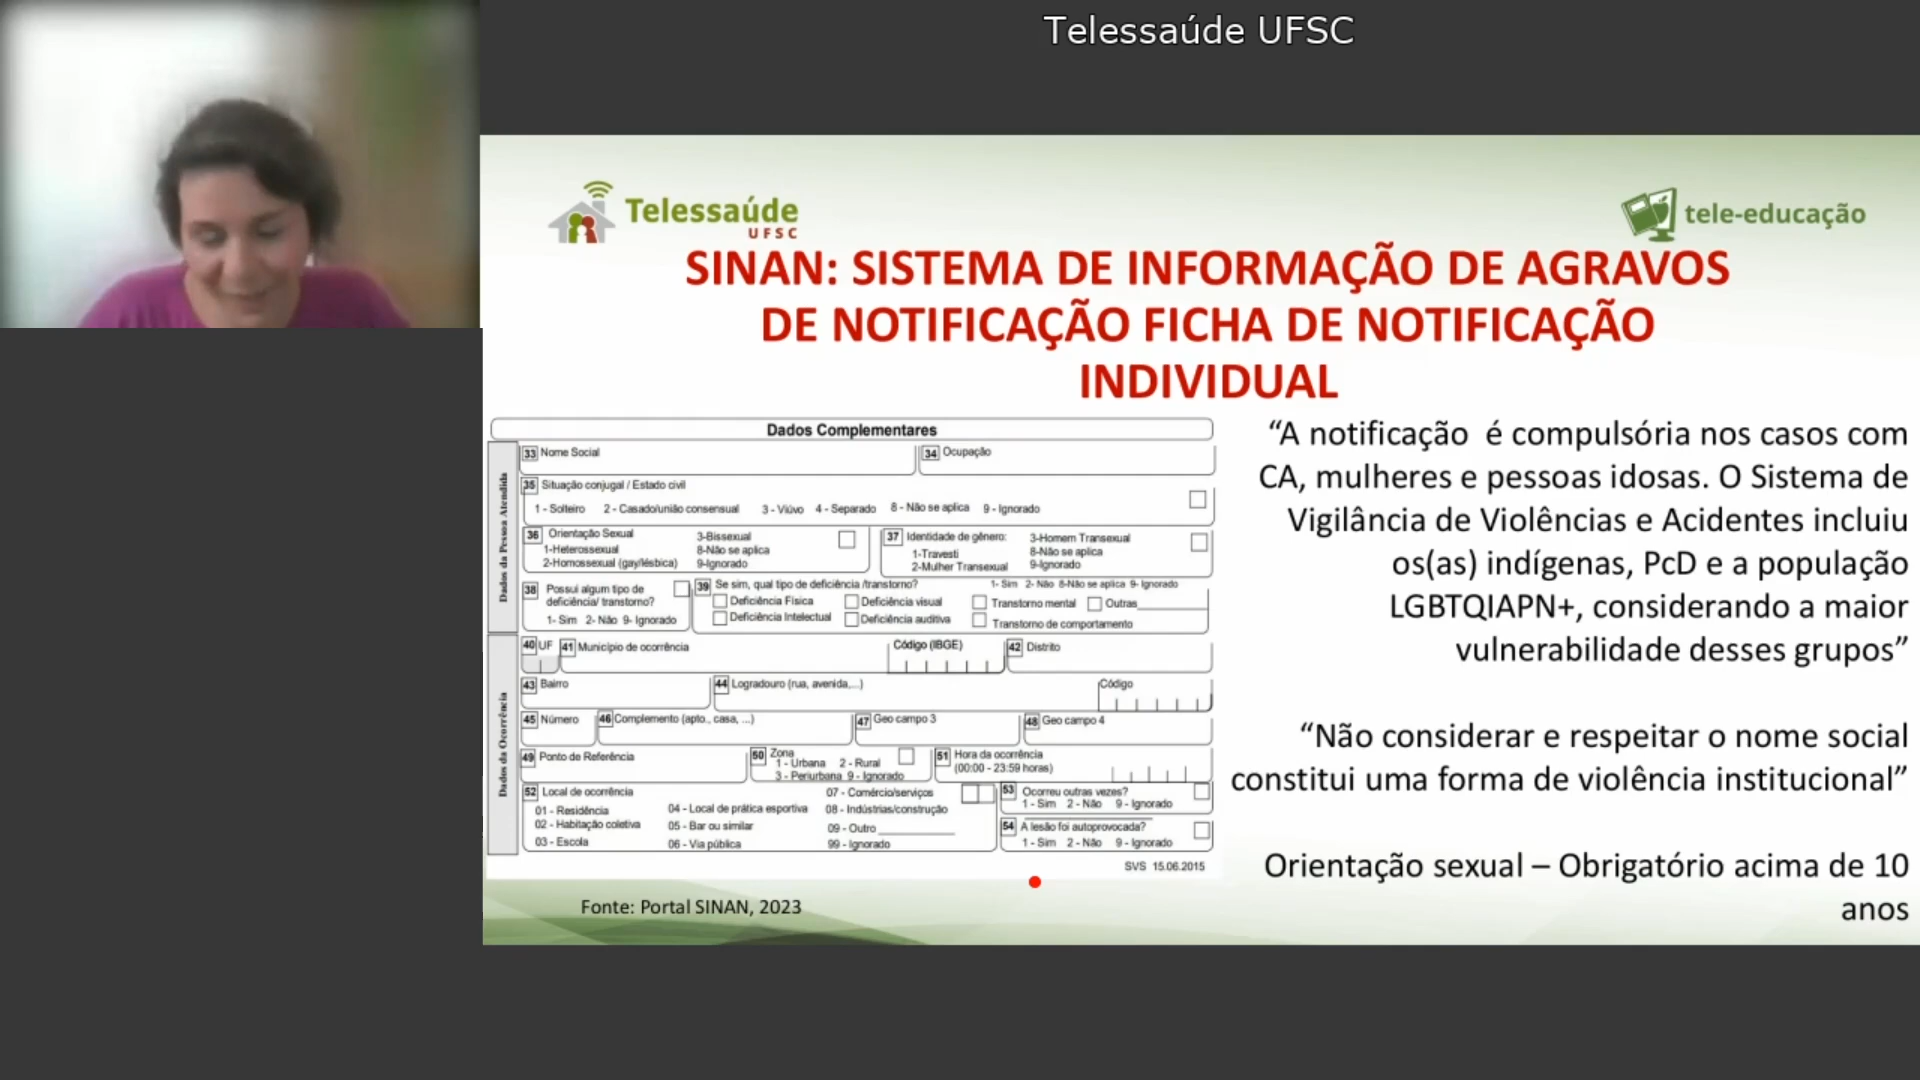 Telessaúde UFSC
Telessaúde
UFSC
tele-educação
SINAN: SISTEMA DE INFORMAÇÃO DE AGRAVOS
DE NOTIFICAÇÃO FICHA DE NOTIFICAÇÃO
INDIVIDUAL
Dados Complementares
Dados da Pessoa Atendida
33 Nome Social
34 Ocupação
35 Situação conjugal / Estado civil
1 - Solteiro 2 - Casado/união consensual 3 - Viúvo 4 - Separado 8 - Não se aplica 9 - Ignorado
36 Orientação Sexual 3-Bissexual
1-Heterossexual 8-Não se aplica
2-Homossexual (gay/lésbica) 9-Ignorado
37 Identidade de gênero: 3-Homem Transexual
1-Travesti 8-Não se aplica
2-Mulher Transexual 9-Ignorado
38 Possui algum tipo de
deficiência/ transtorno?
1- Sim 2- Não 9- Ignorado
39 Se sim, qual tipo de deficiência /transtorno? 1- Sim 2- Não 8-Não se aplica 9- Ignorado
Deficiência Física Deficiência visual Transtorno mental Outras
Deficiência Intelectual Deficiência auditiva Transtorno de comportamento
Dados da Ocorrência
40 UF 41 Município de ocorrência Código (IBGE) 42 Distrito
43 Bairro 44 Logradouro (rua, avenida,...) Código
45 Número 46 Complemento (apto., casa, ...) 47 Geo campo 3 48 Geo campo 4
49 Ponto de Referência
50 Zona
1 - Urbana 2 - Rural
3 - Periurbana 9 - Ignorado
51 Hora da ocorrência
(00:00 - 23:59 horas)
52 Local de ocorrência 07 - Comércio/serviços
01 - Residência 04 - Local de prática esportiva 08 - Indústrias/construção
02 - Habitação coletiva 05 - Bar ou similar 09 - Outro
03 - Escola 06 - Via pública 99 - Ignorado
53 Ocorreu outras vezes?
1 - Sim 2 - Não 9 - Ignorado
54 A lesão foi autoprovocada?
1 - Sim 2 - Não 9 - Ignorado
SVS 15.06.2015
Fonte: Portal SINAN, 2023
“A notificação é compulsória nos casos com
CA, mulheres e pessoas idosas. O Sistema de
Vigilância de Violências e Acidentes incluiu
os(as) indígenas, PcD e a população
LGBTQIAPN+, considerando a maior
vulnerabilidade desses grupos”
“Não considerar e respeitar o nome social
constitui uma forma de violência institucional”
Orientação sexual – Obrigatório acima de 10
anos